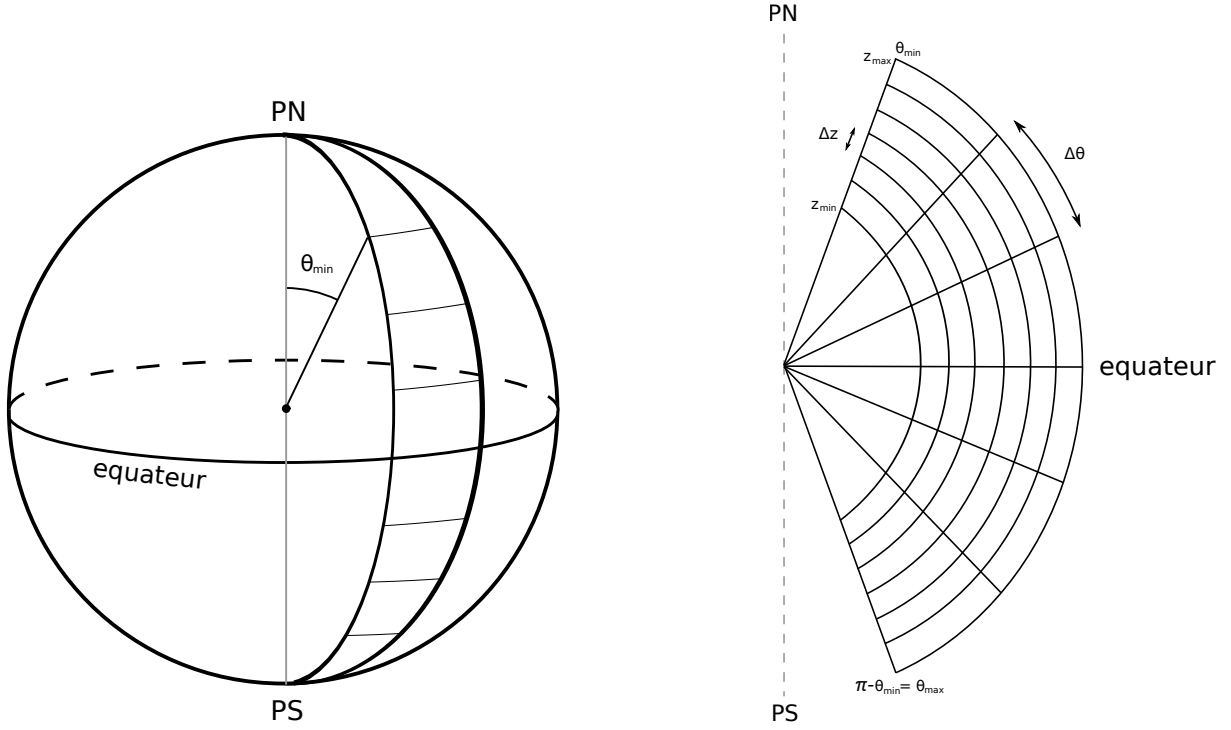 PN
θmin
equateur
PS
PN
zmax θmin
Δz
Δθ
zmin
equateur
π-θmin= θmax
PS